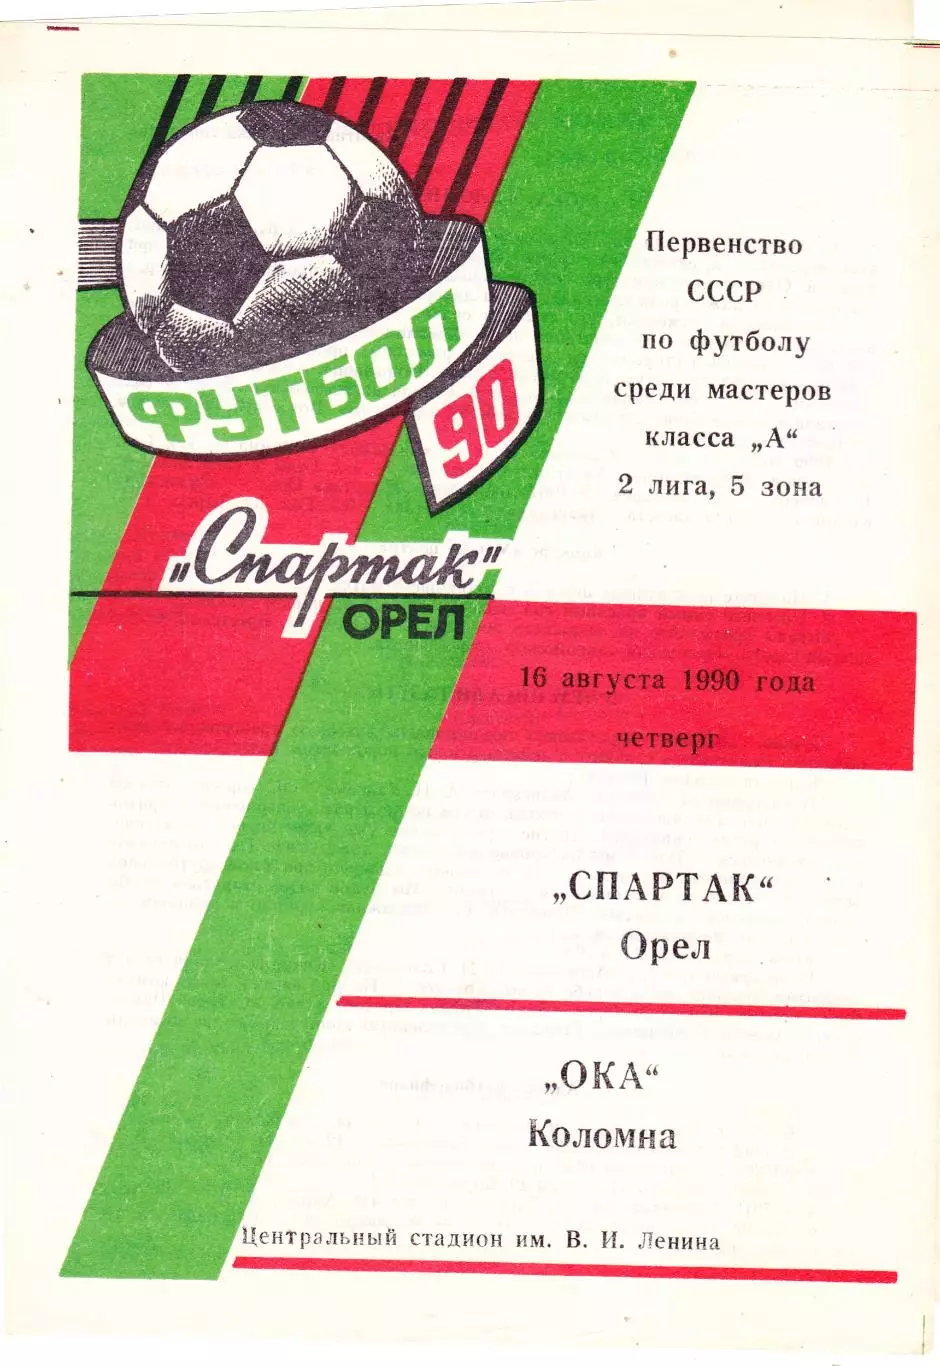 ФУТБОЛ
90
„Спартак"
ОРЕЛ
Первенство
СССР
по футболу
среди мастеров
класса „А“
2 лига, 5 зона
16 августа 1990 года
четверг
„СПАРТАК“
Орел
„ОКА“
Коломна
Центральный стадион им. В. И. Ленина